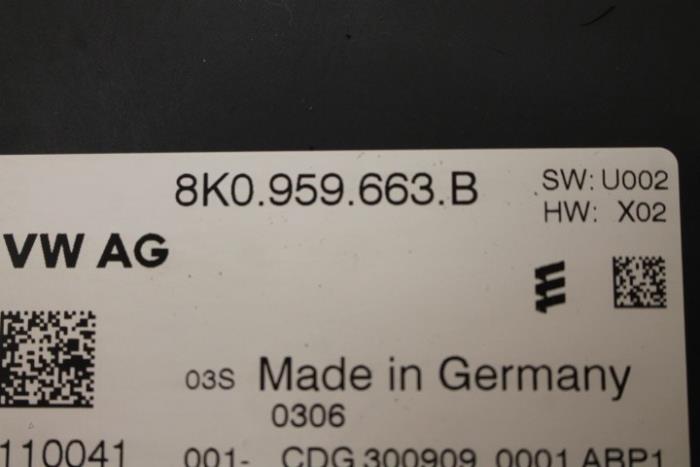 8K0.959.663.B
SW: U002
HW: X02
VW AG
03S Made in Germany
0306
110041
001- CDG 300909 0001 ABP1